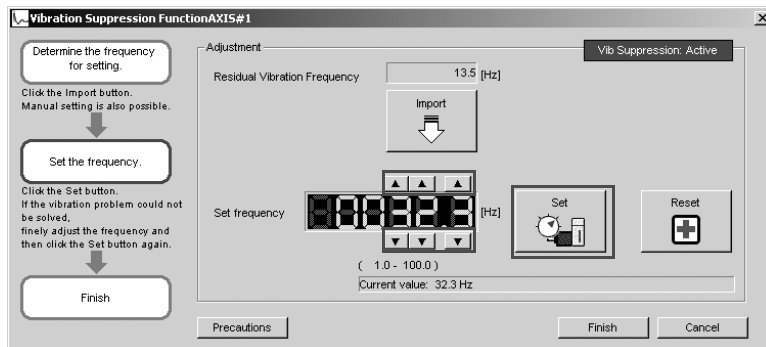 Vibration Suppression FunctionAXIS#1
Determine the frequency
for setting.
Click the Import button.
Manual setting is also possible.
Set the frequency.
Click the Set button.
If the vibration problem could not
be solved,
finely adjust the frequency and
then click the Set button again.
Finish
Adjustment
Vib Suppression: Active
Residual Vibration Frequency
13.5 [Hz]
Import
Set frequency
0032.3 [Hz]
Set
Reset
( 1.0 - 100.0 )
Current value: 32.3 Hz
Precautions
Finish
Cancel